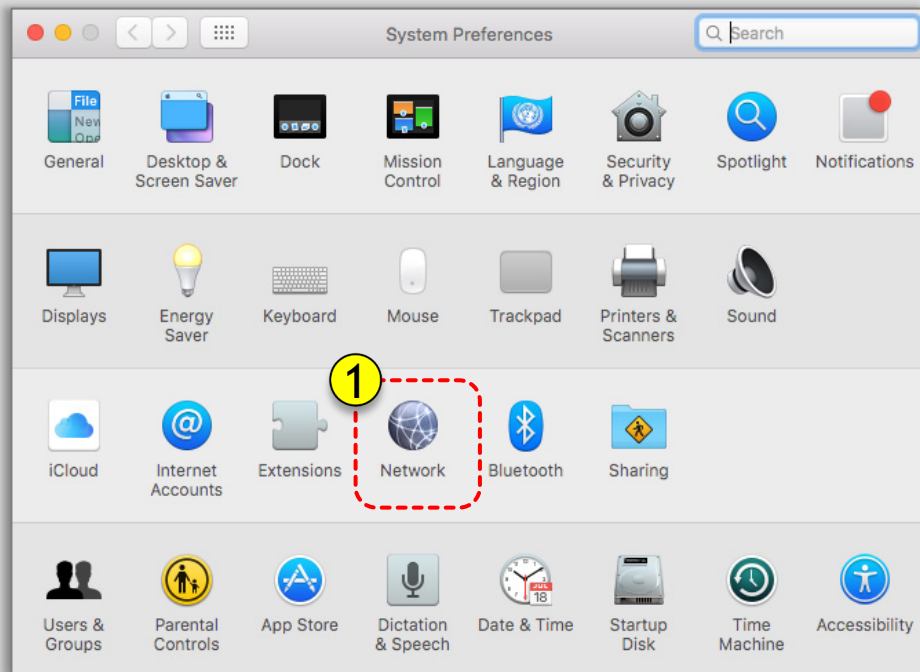 System Preferences
Search
File
New
Ope
General
Desktop &
Screen Saver
Dock
Mission
Control
Language
& Region
Security
& Privacy
Spotlight
Notifications
Displays
Energy
Saver
Keyboard
Mouse
Trackpad
Printers &
Scanners
Sound
1
iCloud
@
Internet
Accounts
Extensions
Network
Bluetooth
Sharing
Users &
Groups
Parental
Controls
App Store
Dictation
& Speech
JUL
18
Date & Time
Startup
Disk
Time
Machine
Accessibility